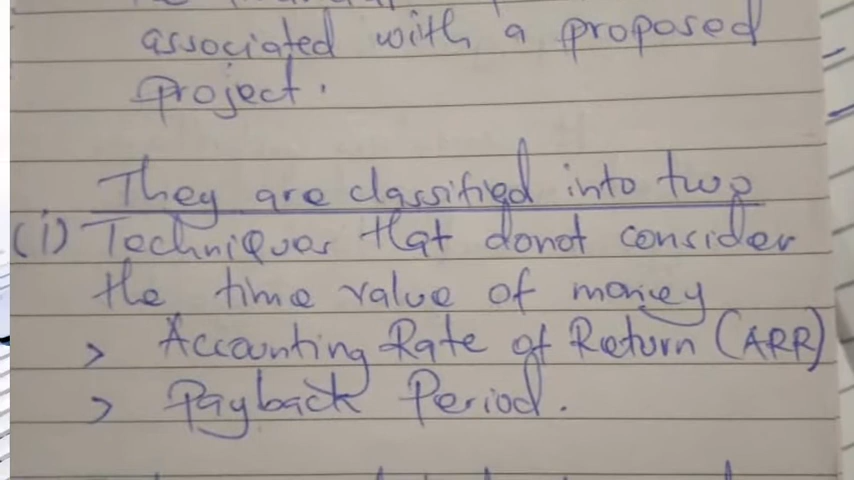 associated with a proposed
project.
They are classified into two
(i) Techniques that donot consider
the time value of money
> Accounting Rate of Return (ARR)
> Payback Period.